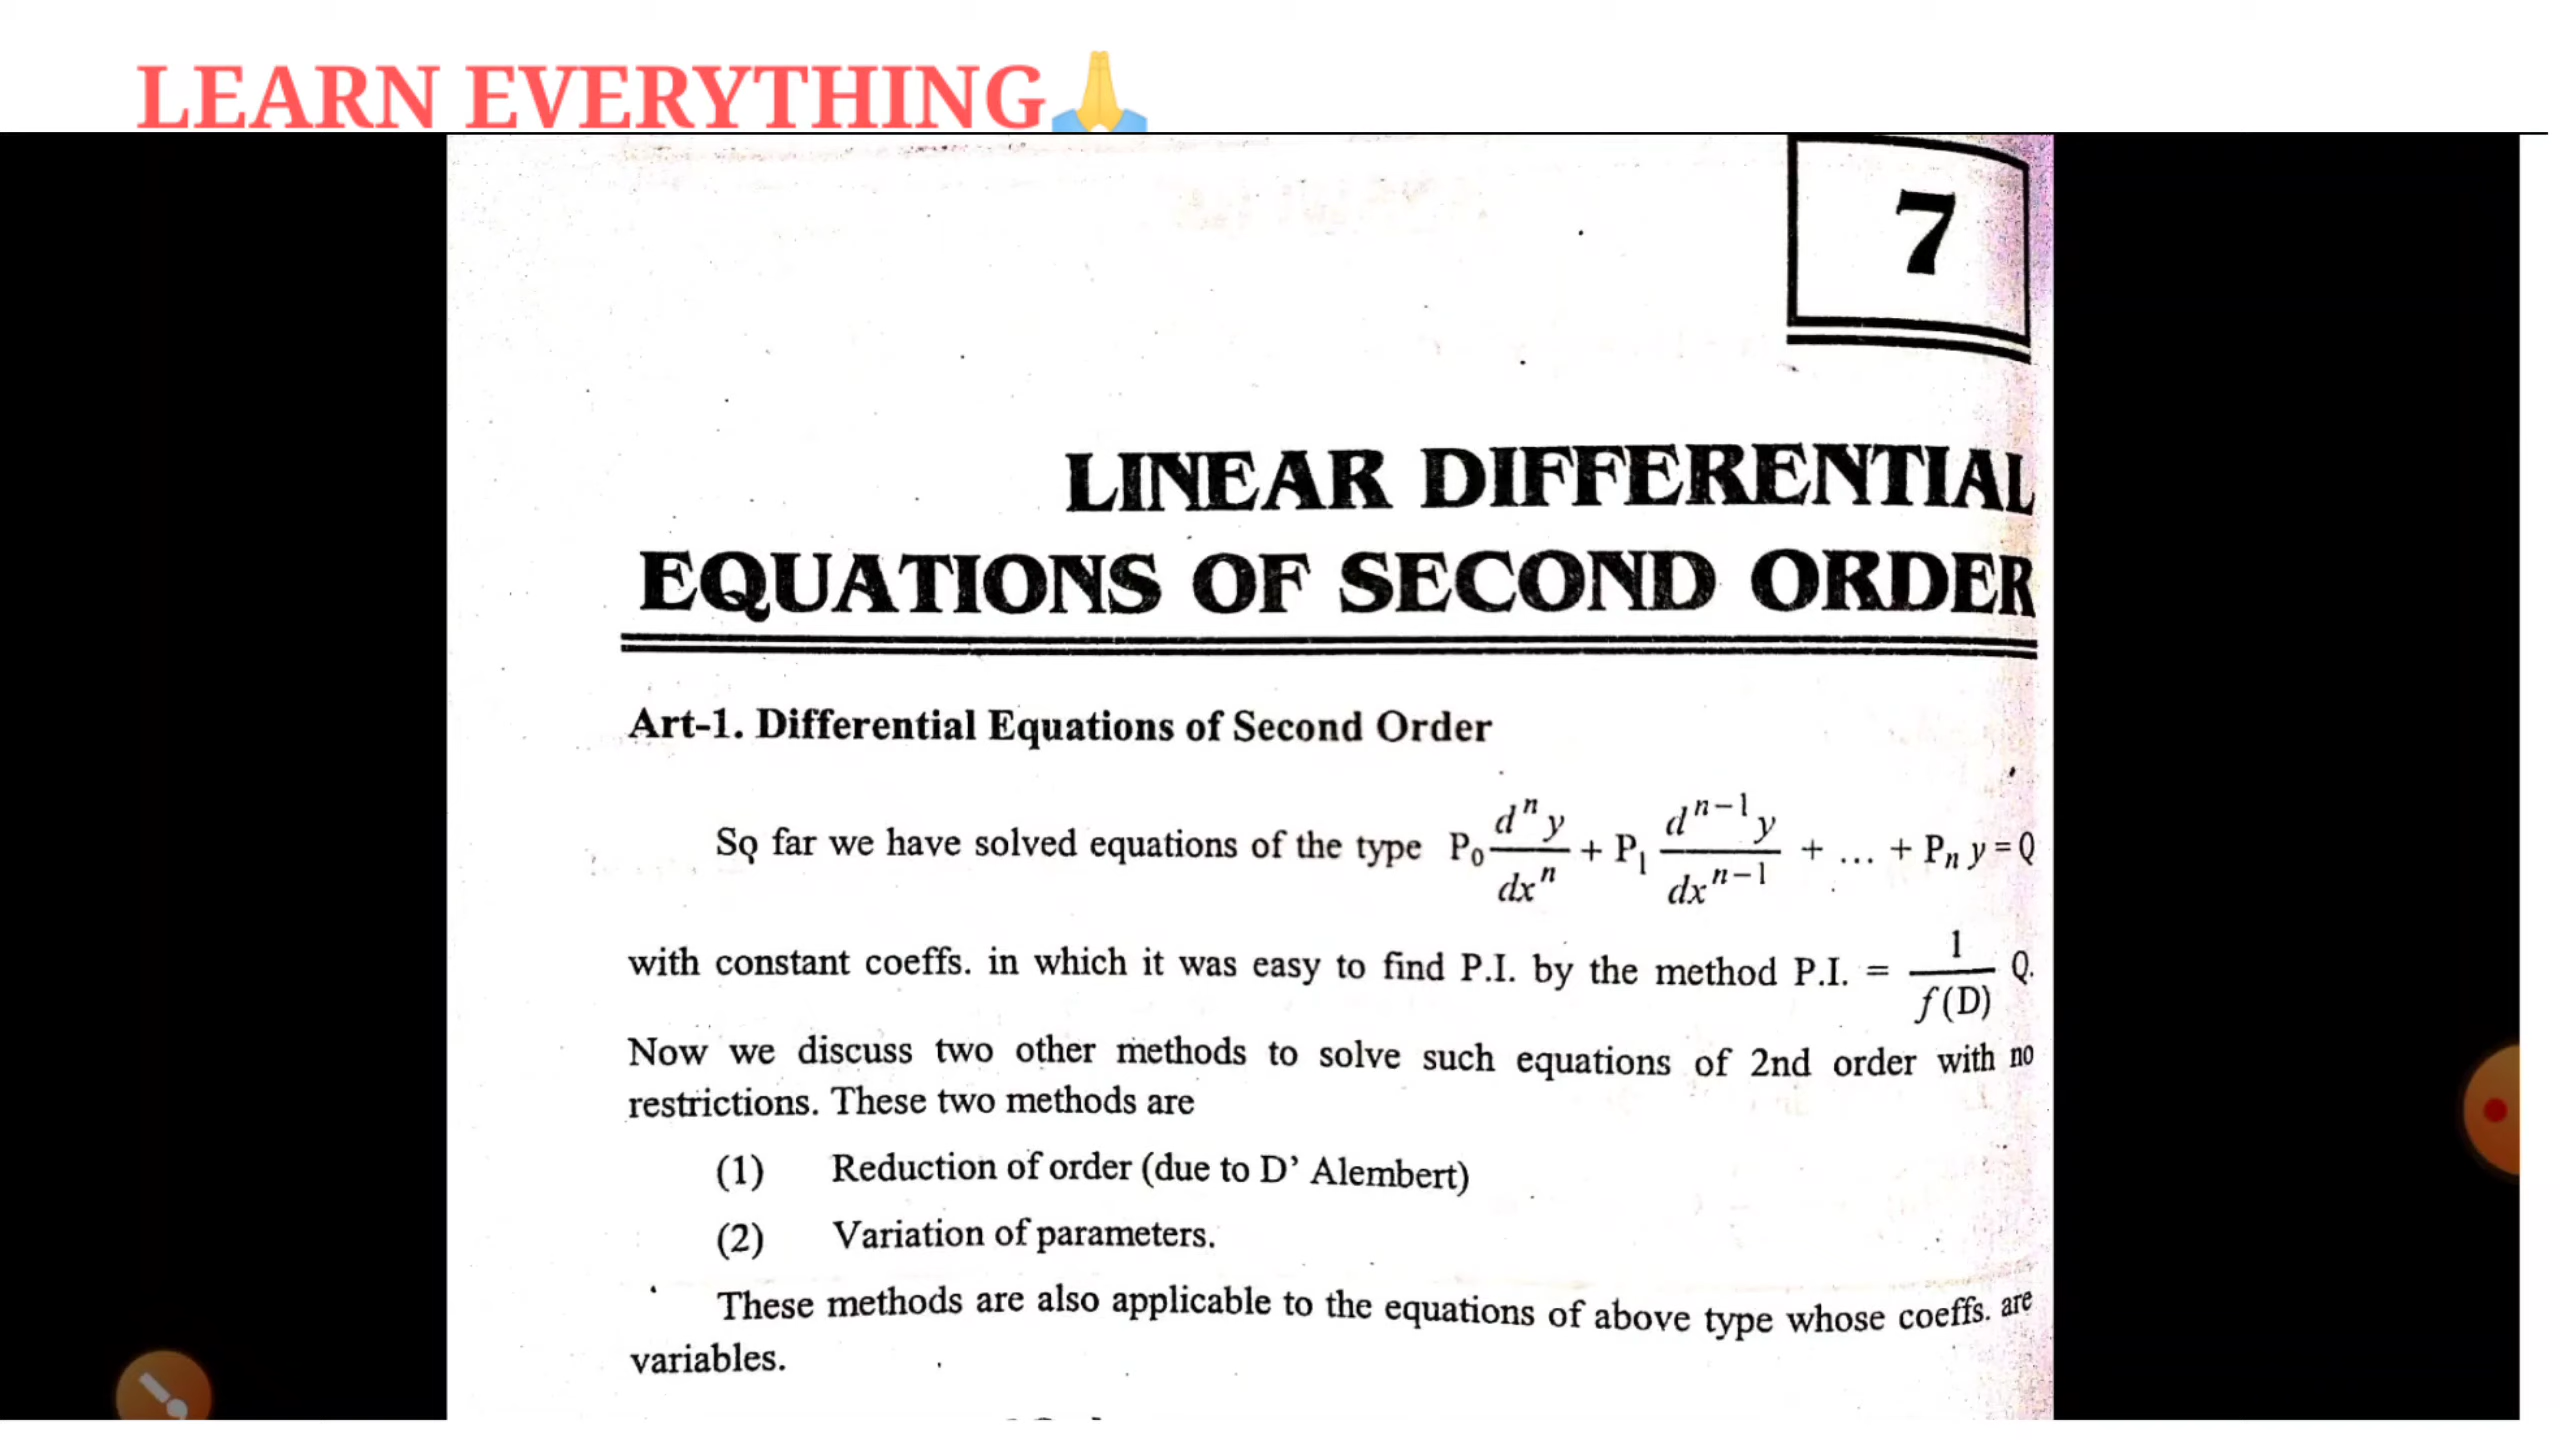 LEARN EVERYTHING🙏
7
LINEAR DIFFERENTIAL
EQUATIONS OF SECOND ORDER
Art-1. Differential Equations of Second Order
So far we have solved equations of the type P₀ dⁿy/dxⁿ + P₁ dⁿ⁻¹y/dxⁿ⁻¹ + ... + Pₙ y = Q
with constant coeffs. in which it was easy to find P.I. by the method P.I. = 1/f(D) Q.
Now we discuss two other methods to solve such equations of 2nd order with no
restrictions. These two methods are
(1) Reduction of order (due to D' Alembert)
(2) Variation of parameters.
These methods are also applicable to the equations of above type whose coeffs. are
variables.